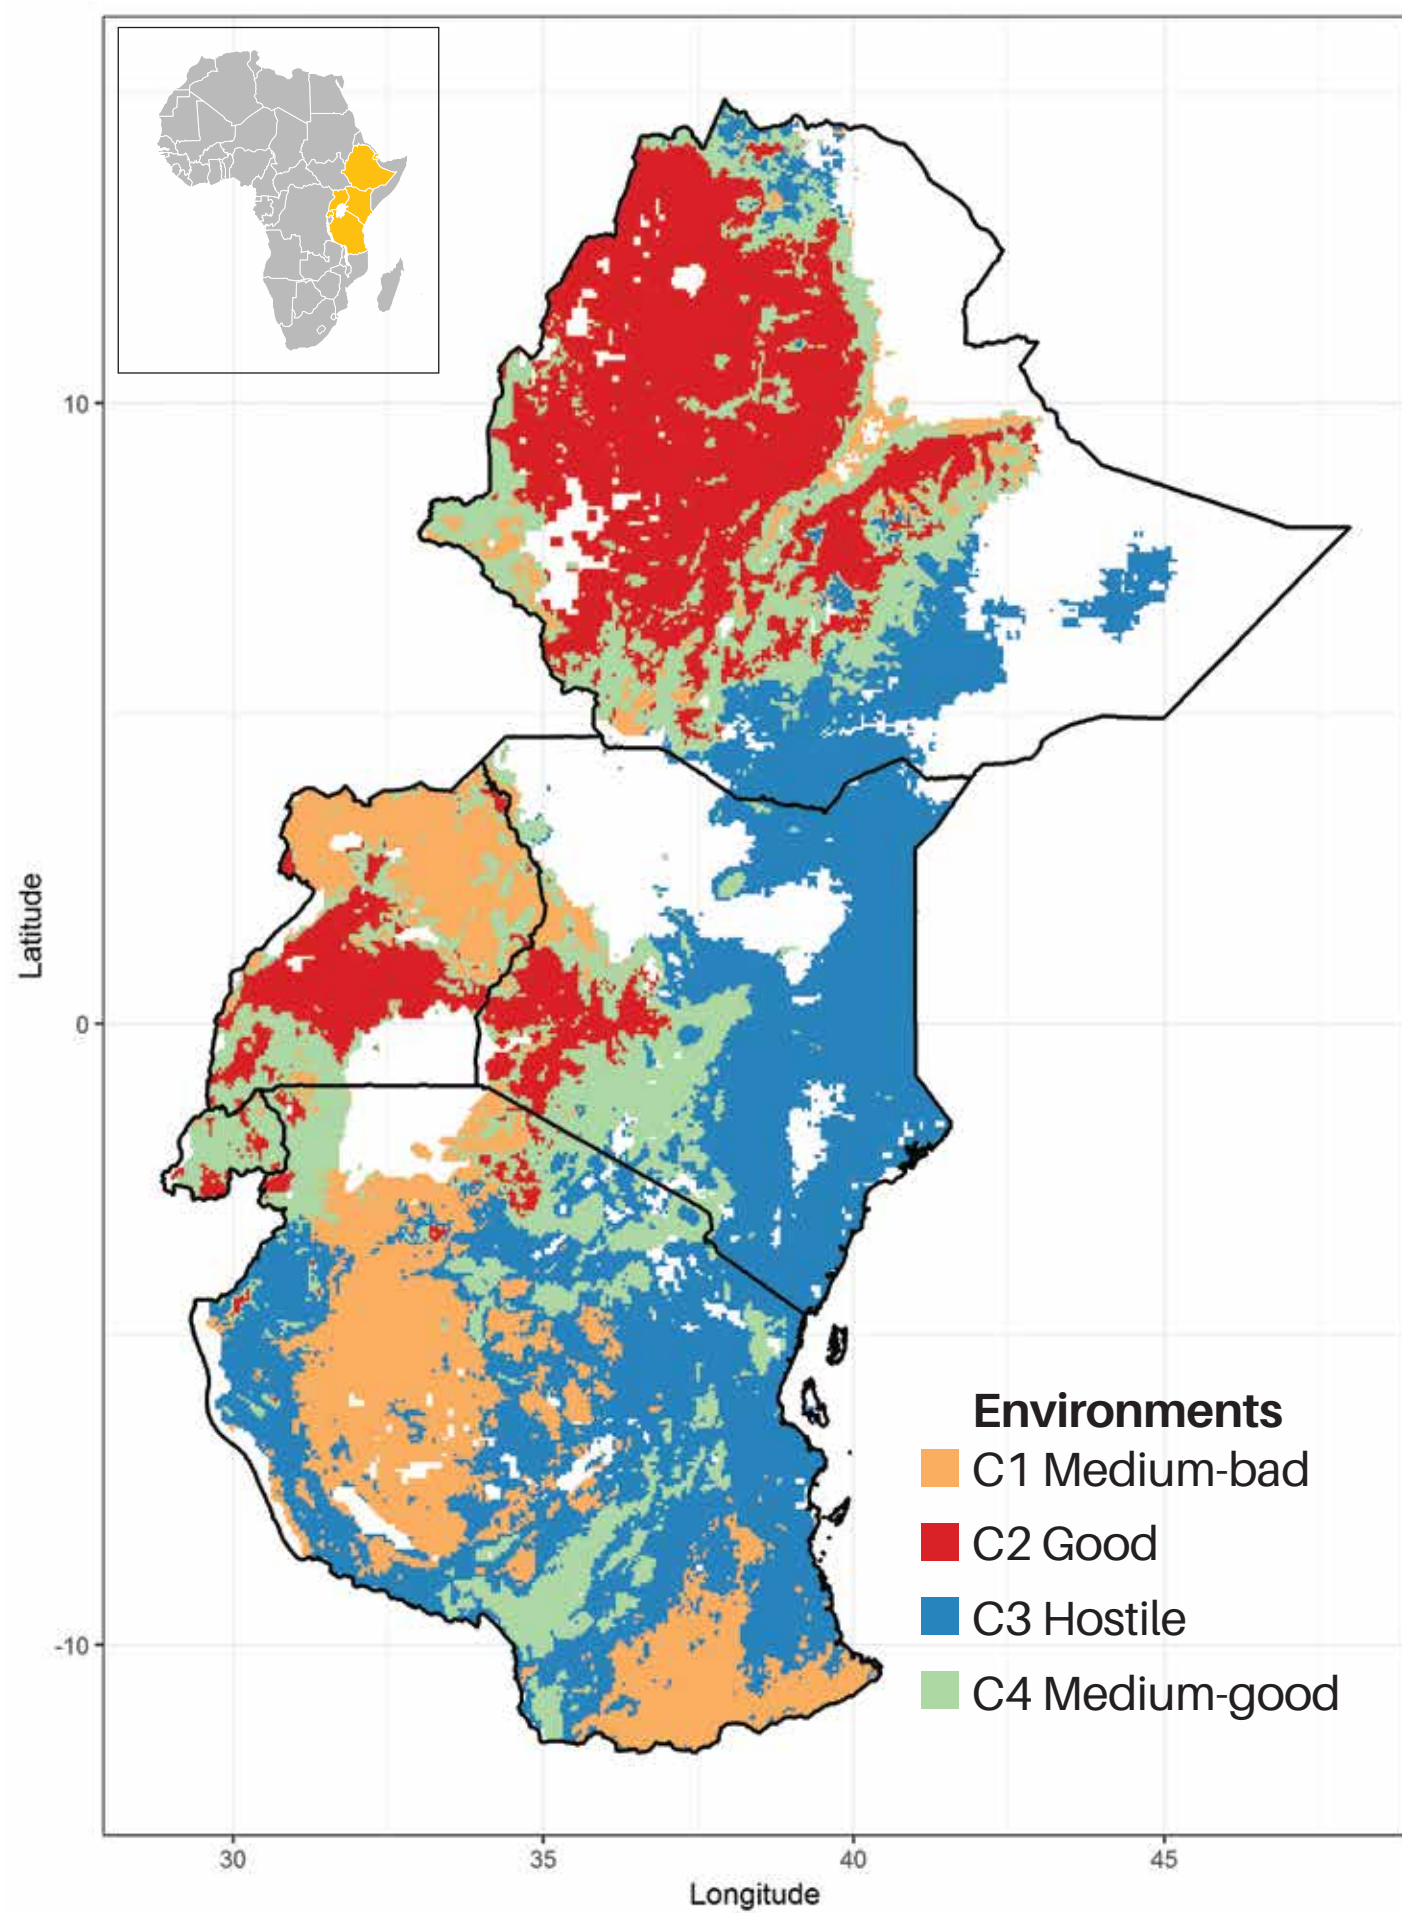 10
0
-10
Latitude
30
35
40
45
Longitude
Environments
C1 Medium-bad
C2 Good
C3 Hostile
C4 Medium-good